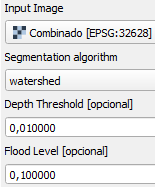 Input Image
Combinado [EPSG:32628]
Segmentation algorithm
watershed
Depth Threshold [opcional]
0,010000
Flood Level [opcional]
0,100000